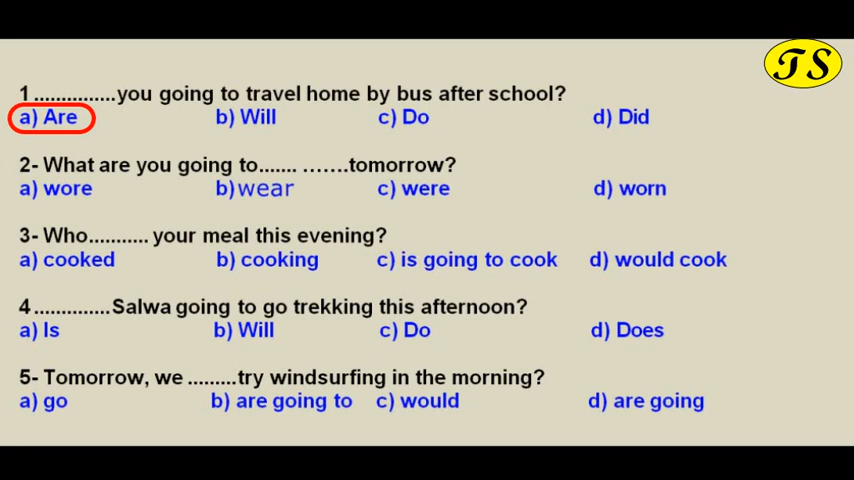 TS
1 ..............you going to travel home by bus after school?
a) Are b) Will c) Do d) Did
2- What are you going to....... .......tomorrow?
a) wore b) wear c) were d) worn
3- Who........... your meal this evening?
a) cooked b) cooking c) is going to cook d) would cook
4 ..............Salwa going to go trekking this afternoon?
a) Is b) Will c) Do d) Does
5- Tomorrow, we .........try windsurfing in the morning?
a) go b) are going to c) would d) are going